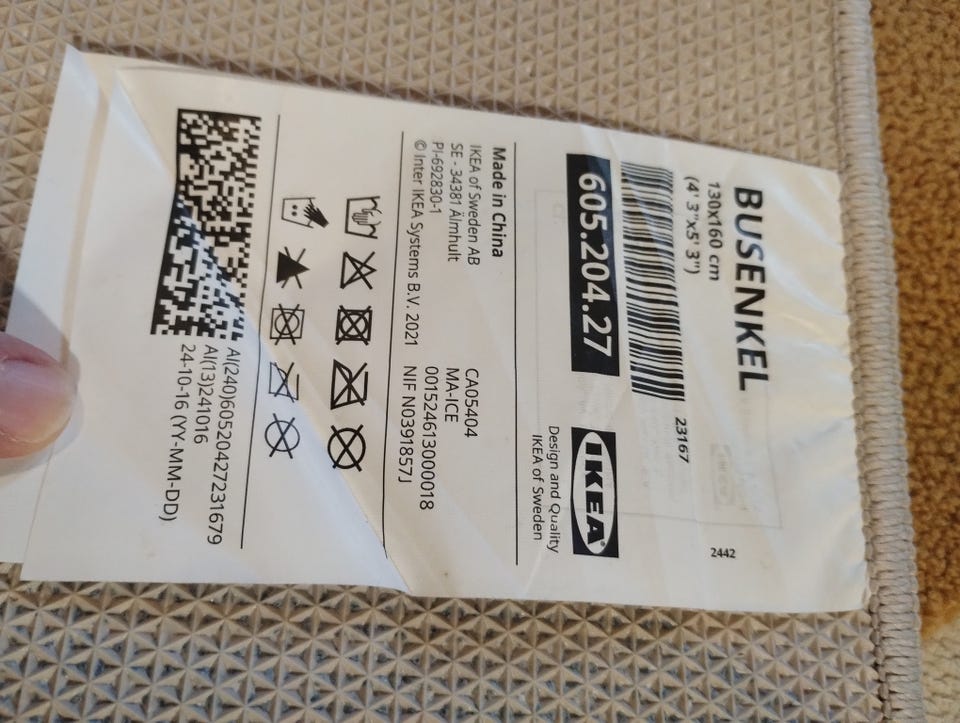 BUSENKEL
130x160 cm
(4' 3"x5' 3")
23167
2442
605.204.27
IKEA®
Design and Quality
IKEA of Sweden
Made in China
IKEA of Sweden AB
SE - 34381 Älmhult
PI-692830-1
© Inter IKEA Systems B.V. 2021
CA05404
MA-ICE
001524613000018
NIF N0391857J
AI(240)60520427231679
AI(13)241016
24-10-16 (YY-MM-DD)